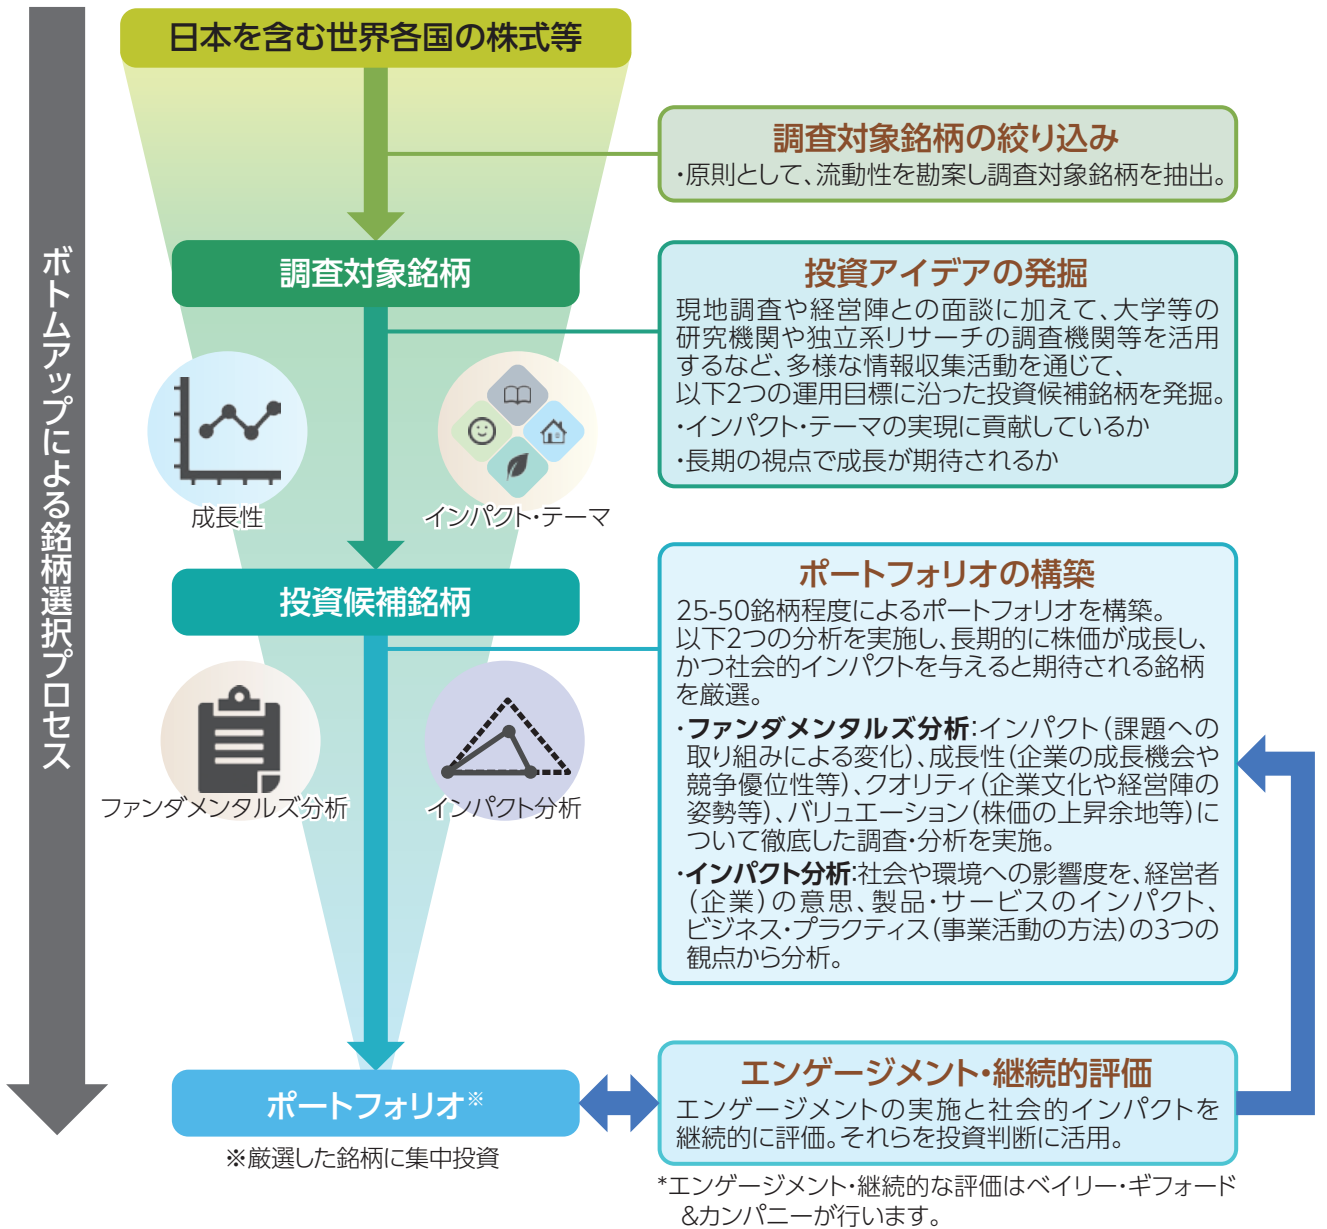 ボトムアップによる銘柄選択プロセス
日本を含む世界各国の株式等
調査対象銘柄の絞り込み
・原則として、流動性を勘案し調査対象銘柄を抽出。
調査対象銘柄
投資アイデアの発掘
現地調査や経営陣との面談に加えて、大学等の
研究機関や独立系リサーチの調査機関等を活用
するなど、多様な情報収集活動を通じて、
以下2つの運用目標に沿った投資候補銘柄を発掘。
・インパクト・テーマの実現に貢献しているか
・長期の視点で成長が期待されるか
成長性
インパクト・テーマ
投資候補銘柄
ポートフォリオの構築
25-50銘柄程度によるポートフォリオを構築。
以下2つの分析を実施し、長期的に株価が成長し、
かつ社会的インパクトを与えると期待される銘柄
を厳選。
・ファンダメンタルズ分析:インパクト(課題への
取り組みによる変化)、成長性(企業の成長機会や
競争優位性等)、クオリティ(企業文化や経営陣の
姿勢等)、バリュエーション(株価の上昇余地等)に
ついて徹底した調査・分析を実施。
・インパクト分析:社会や環境への影響度を、経営者
(企業)の意思、製品・サービスのインパクト、
ビジネス・プラクティス(事業活動の方法)の3つの
観点から分析。
ファンダメンタルズ分析
インパクト分析
ポートフォリオ※
※厳選した銘柄に集中投資
エンゲージメント・継続的評価
エンゲージメントの実施と社会的インパクトを
継続的に評価。それらを投資判断に活用。
*エンゲージメント・継続的な評価はベイリー・ギフォード
&カンパニーが行います。